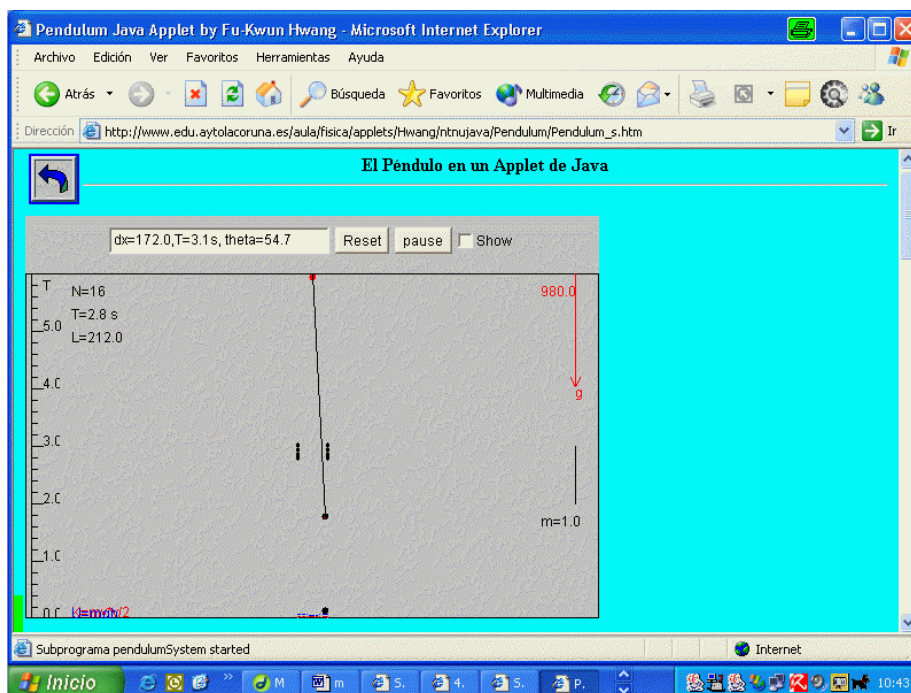 Pendulum Java Applet by Fu-Kwun Hwang - Microsoft Internet Explorer
Archivo Edición Ver Favoritos Herramientas Ayuda
Atrás Búsqueda Favoritos Multimedia
Dirección http://www.edu.aytolacoruna.es/aula/fisica/applets/Hwang/ntnujava/Pendulum/Pendulum_s.htm Ir
El Péndulo en un Applet de Java
dx=172.0,T=3.1s, theta=54.7 Reset pause Show
T N=16 980.0
T=2.8 s
5.0 L=212.0
4.0
g
3.0
2.0
m=1.0
1.0
0.0
Subprograma pendulumSystem started Internet
Inicio M m S. 4. S. P. 10:43